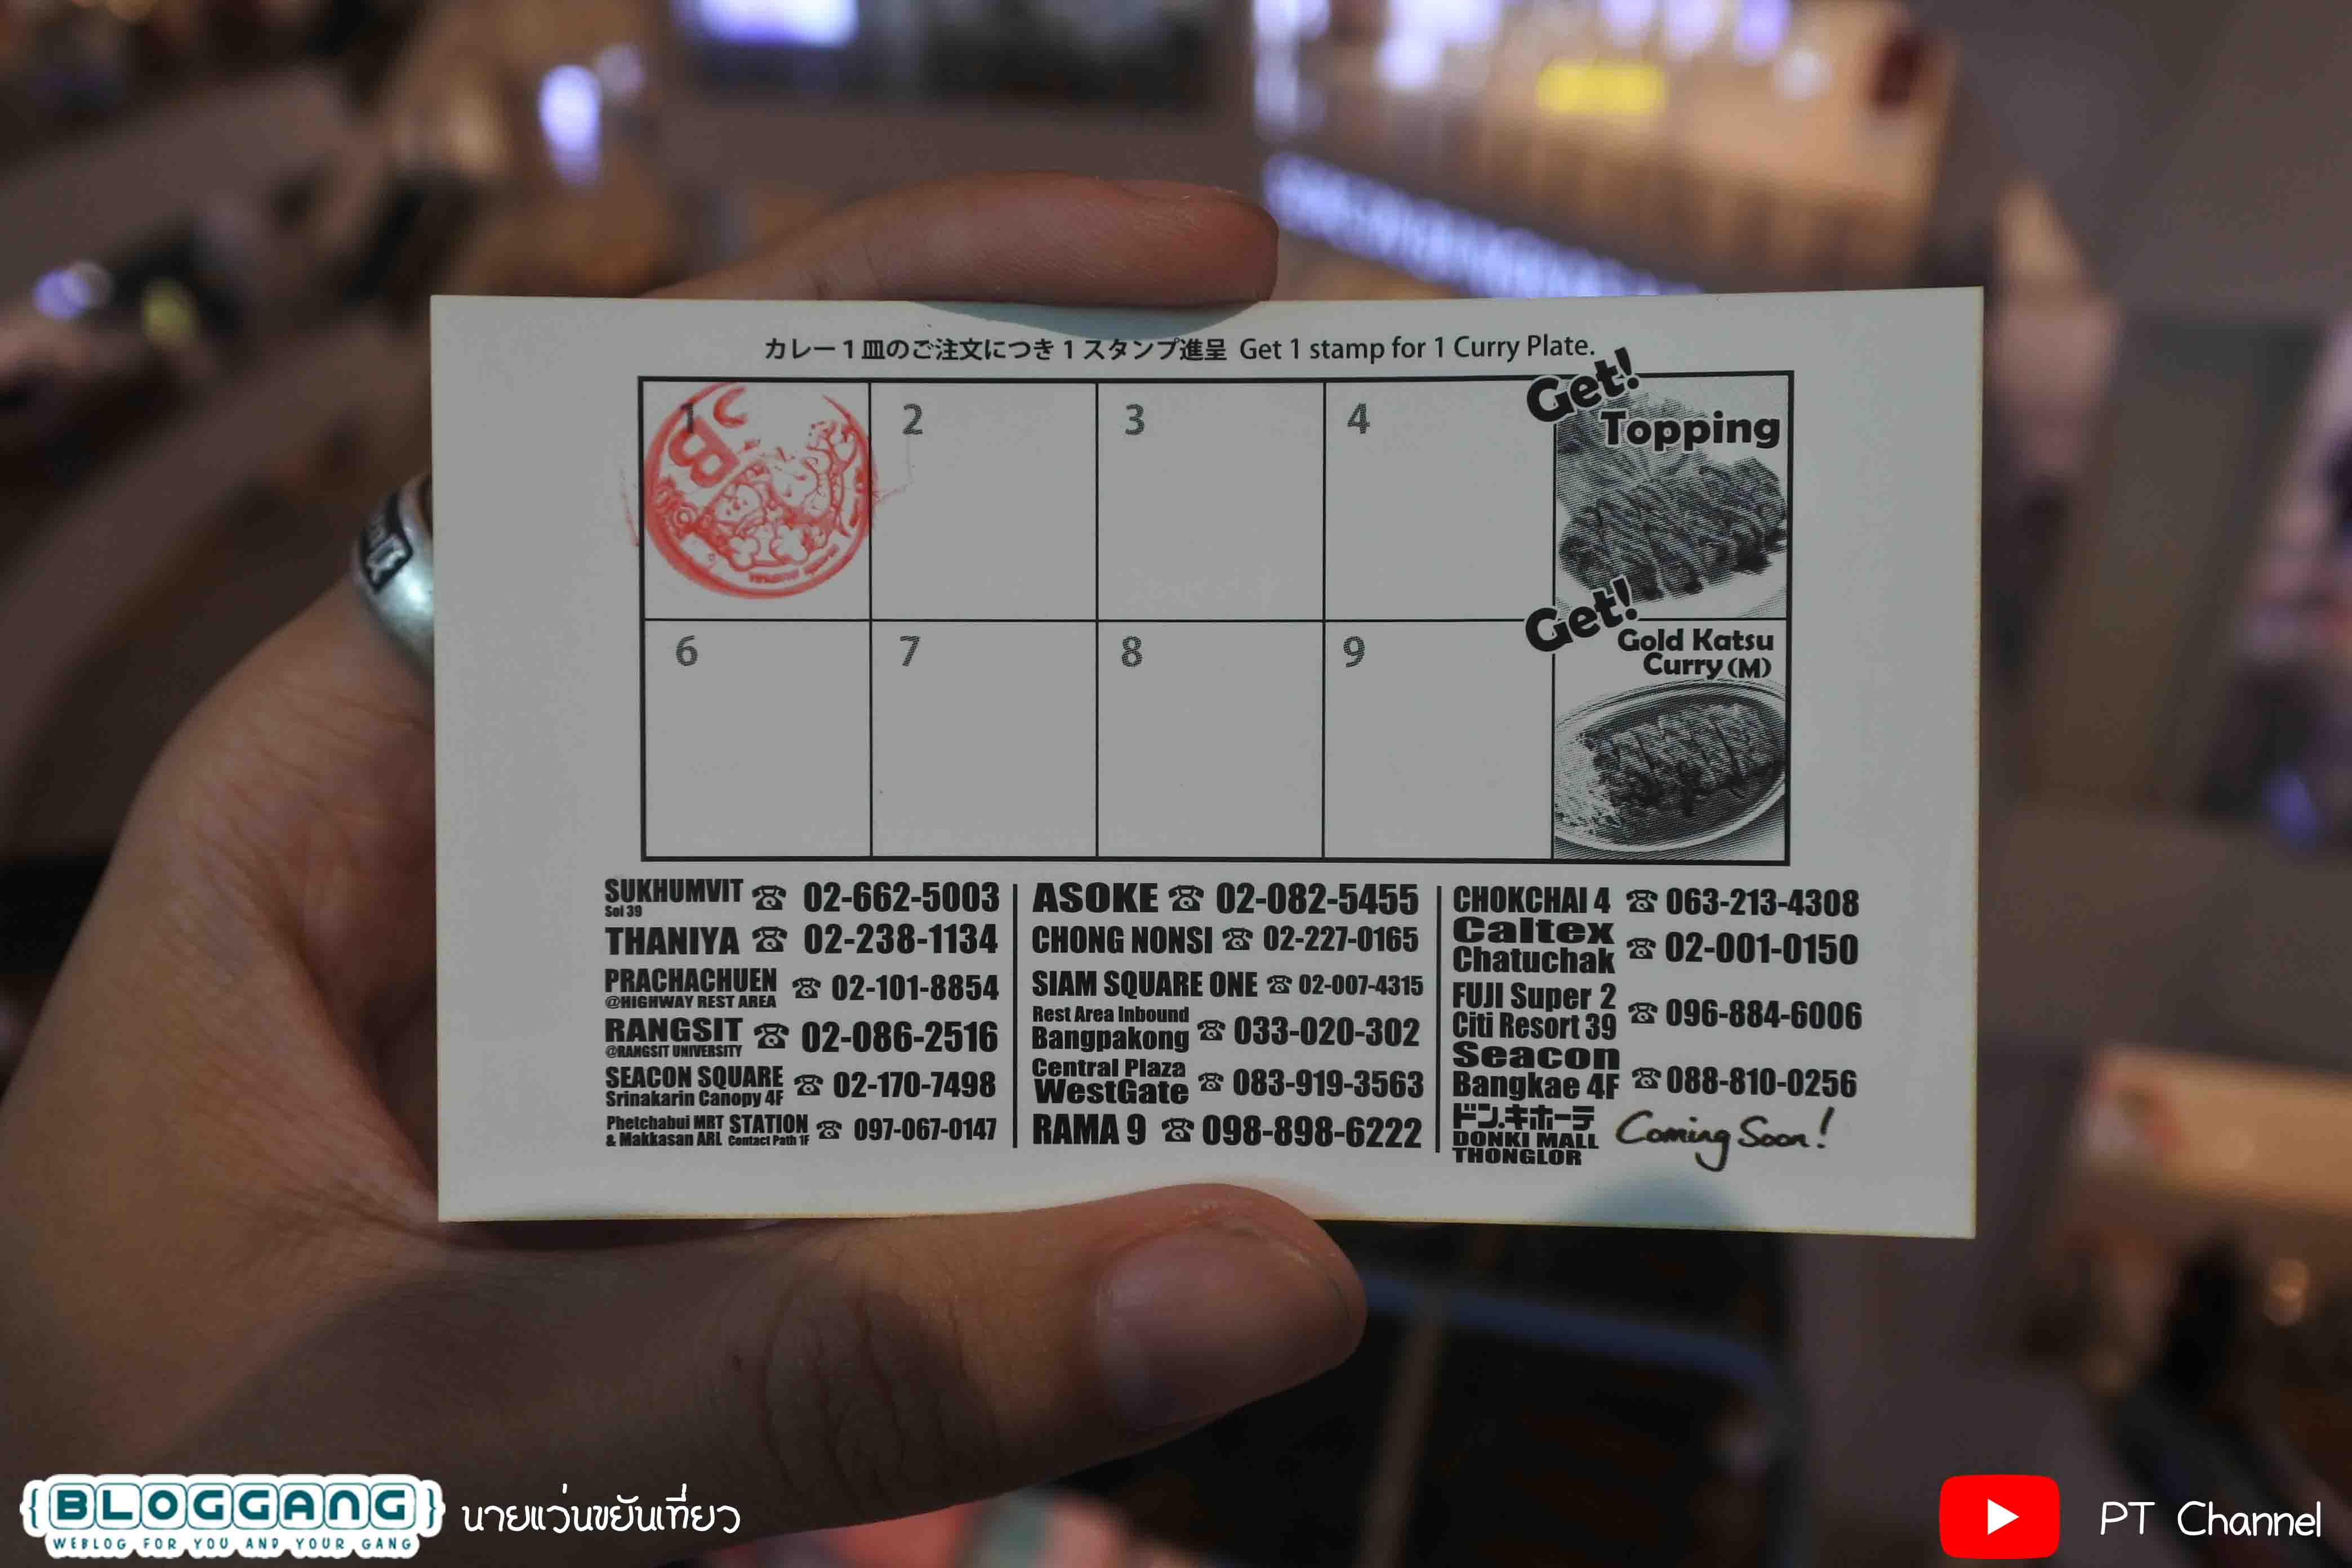 カレー1皿のご注文につき1スタンプ進呈 Get 1 stamp for 1 Curry Plate.
1 2 3 4 Get! Topping
6 7 8 9 Get! Gold Katsu
Curry (M)
SUKHUMVIT ☎ 02-662-5003
Soi 39
THANIYA ☎ 02-238-1134
PRACHACHUEN ☎ 02-101-8854
@HIGHWAY REST AREA
RANGSIT ☎ 02-086-2516
@RANGSIT UNIVERSITY
SEACON SQUARE ☎ 02-170-7498
Srinakarin Canopy 4F
Phetchabui MRT STATION ☎ 097-067-0147
& Makkasan ARL Contact Path 1F
ASOKE ☎ 02-082-5455
CHONG NONSI ☎ 02-227-0165
SIAM SQUARE ONE ☎ 02-007-4315
Rest Area Inbound
Bangpakong ☎ 033-020-302
Central Plaza
WestGate ☎ 083-919-3563
RAMA 9 ☎ 098-898-6222
CHOKCHAI 4 ☎ 063-213-4308
Caltex
Chatuchak ☎ 02-001-0150
FUJI Super 2
Citi Resort 39 ☎ 096-884-6006
Seacon
Bangkae 4F ☎ 088-810-0256
ドン.キホーテ
DONKI MALL
THONGLOR Coming Soon!
{BLOGGANG} นายแว่นขยันเที่ยว
WEBLOG FOR YOU AND YOUR GANG
PT Channel